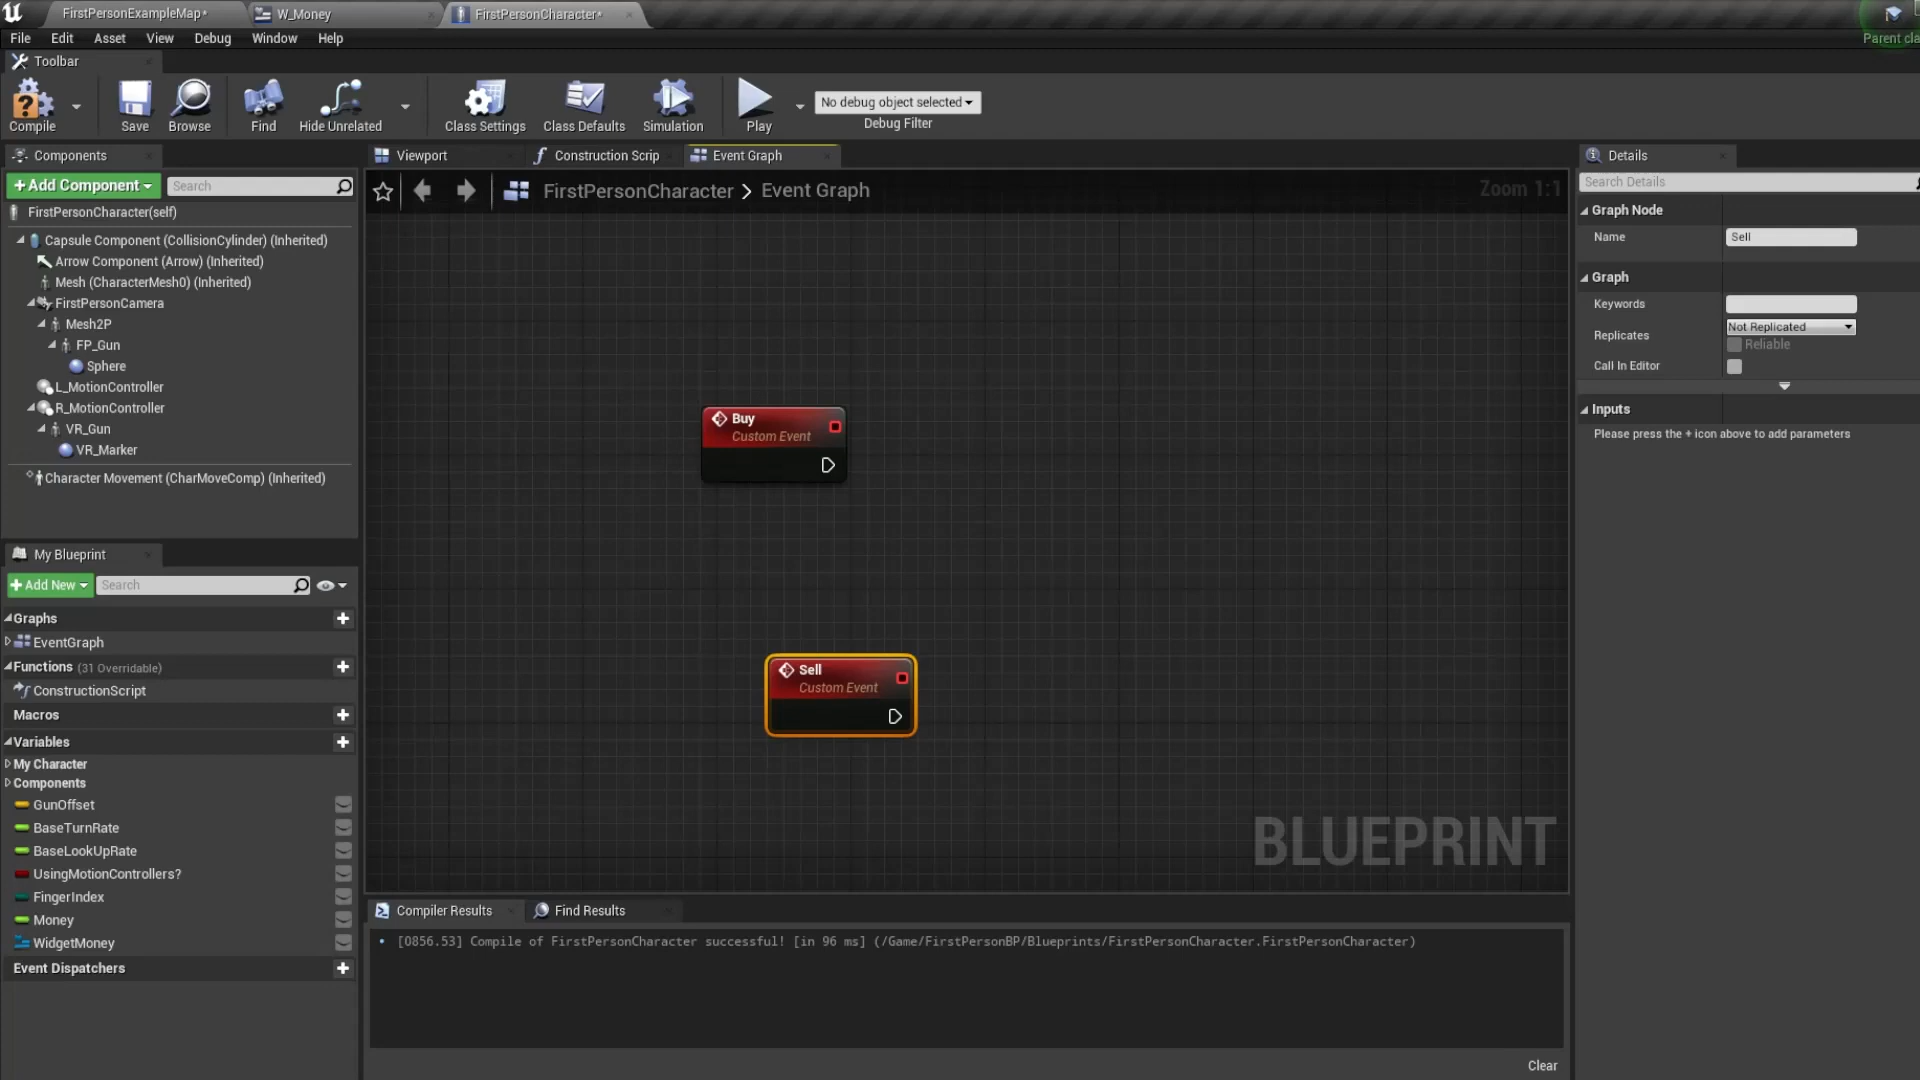 FirstPersonExampleMap*
W_Money
FirstPersonCharacter*
File Edit Asset View Debug Window Help
Parent cla
Toolbar
Compile
Save
Browse
Find
Hide Unrelated
Class Settings
Class Defaults
Simulation
Play
No debug object selected
Debug Filter
Components
+Add Component
Search
FirstPersonCharacter(self)
Capsule Component (CollisionCylinder) (Inherited)
Arrow Component (Arrow) (Inherited)
Mesh (CharacterMesh0) (Inherited)
FirstPersonCamera
Mesh2P
FP_Gun
Sphere
L_MotionController
R_MotionController
VR_Gun
VR_Marker
Character Movement (CharMoveComp) (Inherited)
My Blueprint
+Add New
Search
Graphs
EventGraph
Functions (31 Overridable)
ConstructionScript
Macros
Variables
My Character
Components
GunOffset
BaseTurnRate
BaseLookUpRate
UsingMotionControllers?
FingerIndex
Money
WidgetMoney
Event Dispatchers
Viewport
Construction Scrip
Event Graph
FirstPersonCharacter > Event Graph
Zoom 1:1
Buy
Custom Event
Sell
Custom Event
BLUEPRINT
Compiler Results
Find Results
[0856.53] Compile of FirstPersonCharacter successful! [in 96 ms] (/Game/FirstPersonBP/Blueprints/FirstPersonCharacter.FirstPersonCharacter)
Clear
Details
Search Details
Graph Node
Name
Sell
Graph
Keywords
Replicates
Not Replicated
Reliable
Call In Editor
Inputs
Please press the + icon above to add parameters